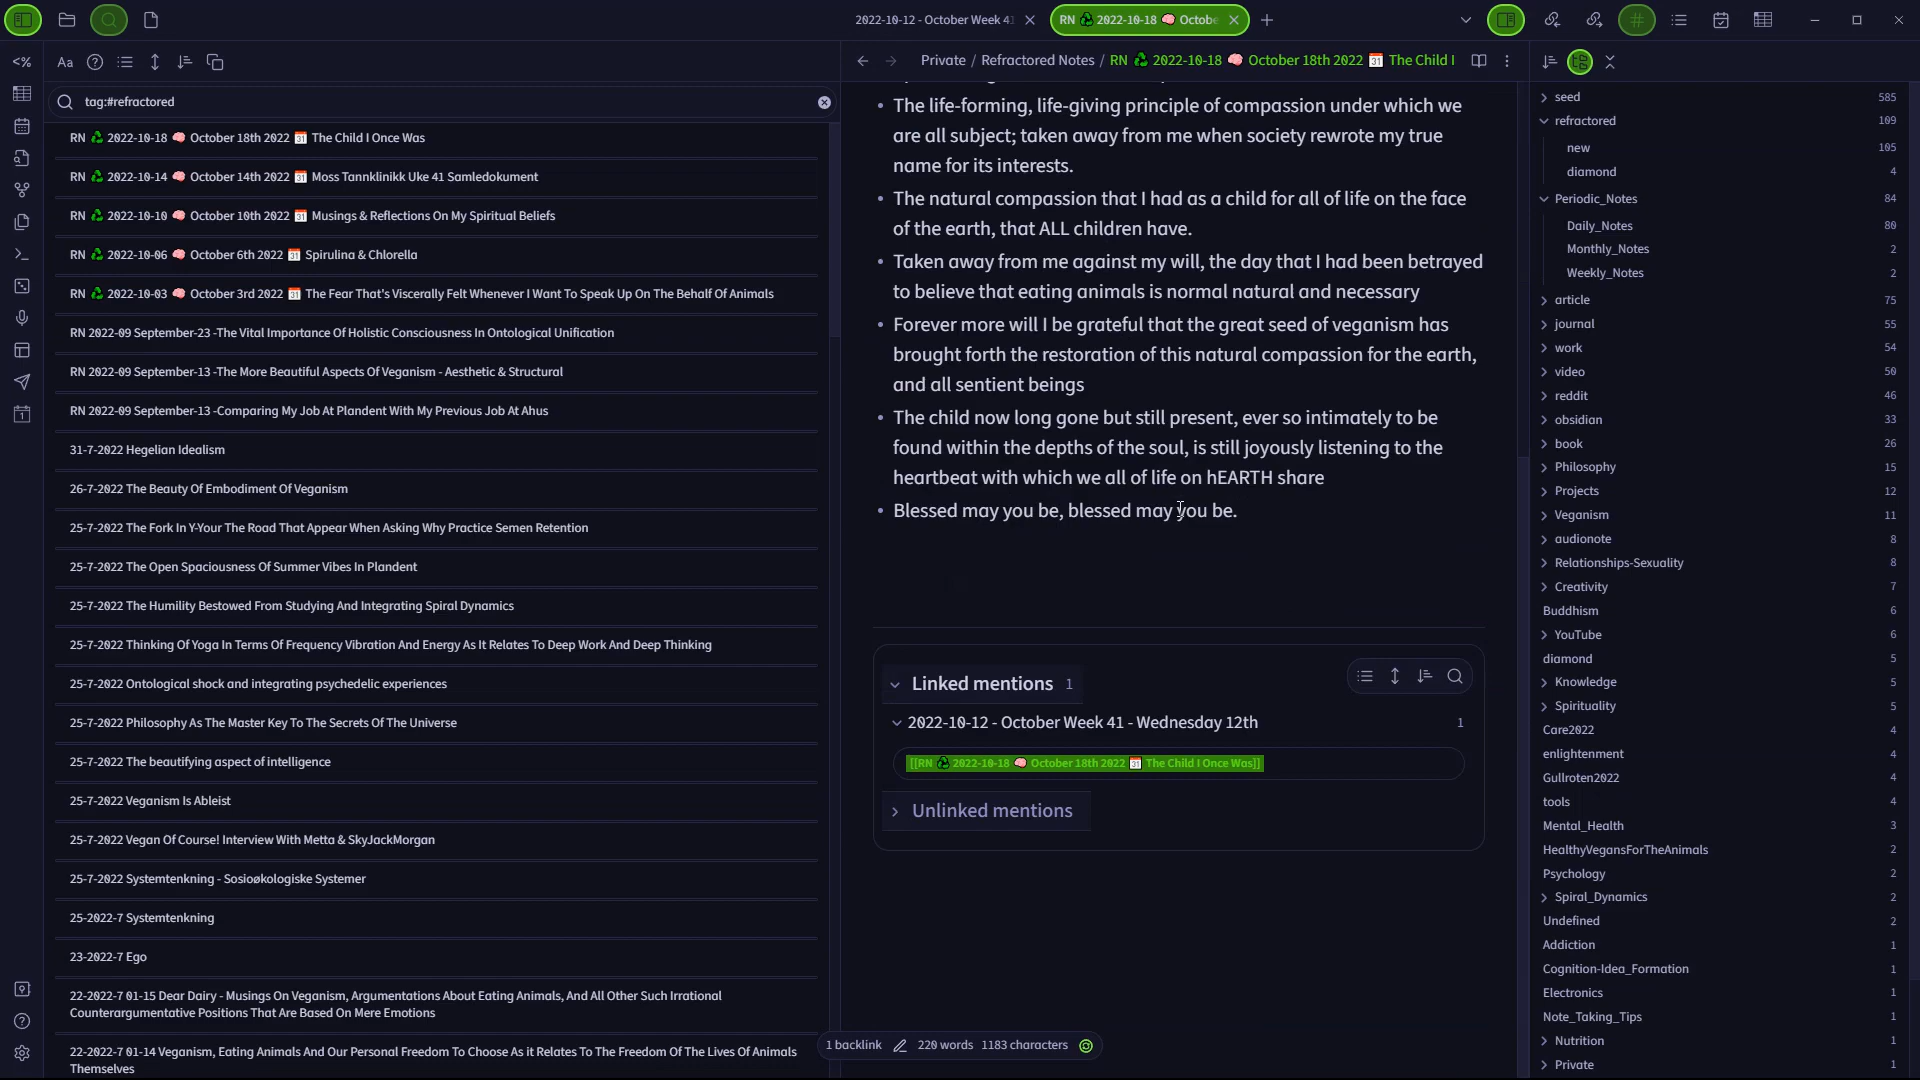 2022-10-12 - October Week 41
RN ♻ 2022-10-18 🧠 Octobe
<%
Aa
Private / Refractored Notes / RN ♻ 2022-10-18 🧠 October 18th 2022 📅 The Child I
tag:#refractored
RN ♻ 2022-10-18 🧠 October 18th 2022 📅 The Child I Once Was
RN ♻ 2022-10-14 🧠 October 14th 2022 📅 Moss Tannklinikk Uke 41 Samledokument
RN ♻ 2022-10-10 🧠 October 10th 2022 📅 Musings & Reflections On My Spiritual Beliefs
RN ♻ 2022-10-06 🧠 October 6th 2022 📅 Spirulina & Chlorella
RN ♻ 2022-10-03 🧠 October 3rd 2022 📅 The Fear That's Viscerally Felt Whenever I Want To Speak Up On The Behalf Of Animals
RN 2022-09 September-23 -The Vital Importance Of Holistic Consciousness In Ontological Unification
RN 2022-09 September-13 -The More Beautiful Aspects Of Veganism - Aesthetic & Structural
RN 2022-09 September-13 -Comparing My Job At Plandent With My Previous Job At Ahus
31-7-2022 Hegelian Idealism
26-7-2022 The Beauty Of Embodiment Of Veganism
25-7-2022 The Fork In Y-Your The Road That Appear When Asking Why Practice Semen Retention
25-7-2022 The Open Spaciousness Of Summer Vibes In Plandent
25-7-2022 The Humility Bestowed From Studying And Integrating Spiral Dynamics
25-7-2022 Thinking Of Yoga In Terms Of Frequency Vibration And Energy As It Relates To Deep Work And Deep Thinking
25-7-2022 Ontological shock and integrating psychedelic experiences
25-7-2022 Philosophy As The Master Key To The Secrets Of The Universe
25-7-2022 The beautifying aspect of intelligence
25-7-2022 Veganism Is Ableist
25-7-2022 Vegan Of Course! Interview With Metta & SkyJackMorgan
25-7-2022 Systemtenkning - Sosioøkologiske Systemer
25-2022-7 Systemtenkning
23-2022-7 Ego
22-2022-7 01-15 Dear Dairy - Musings On Veganism, Argumentations About Eating Animals, And All Other Such Irrational
Counterargumentative Positions That Are Based On Mere Emotions
22-2022-7 01-14 Veganism, Eating Animals And Our Personal Freedom To Choose As it Relates To The Freedom Of The Lives Of Animals
Themselves
• The life-forming, life-giving principle of compassion under which we
are all subject; taken away from me when society rewrote my true
name for its interests.
• The natural compassion that I had as a child for all of life on the face
of the earth, that ALL children have.
• Taken away from me against my will, the day that I had been betrayed
to believe that eating animals is normal natural and necessary
• Forever more will I be grateful that the great seed of veganism has
brought forth the restoration of this natural compassion for the earth,
and all sentient beings
• The child now long gone but still present, ever so intimately to be
found within the depths of the soul, is still joyously listening to the
heartbeat with which we all of life on hEARTH share
• Blessed may you be, blessed may you be.
Linked mentions 1
2022-10-12 - October Week 41 - Wednesday 12th 1
[[RN ♻ 2022-10-18 🧠 October 18th 2022 📅 The Child I Once Was]]
Unlinked mentions
1 backlink 220 words 1183 characters
seed 585
refractored 109
new 105
diamond 4
Periodic_Notes 84
Daily_Notes 80
Monthly_Notes 2
Weekly_Notes 2
article 75
journal 55
work 54
video 50
reddit 46
obsidian 33
book 26
Philosophy 15
Projects 12
Veganism 11
audionote 8
Relationships-Sexuality 8
Creativity 7
Buddhism 6
YouTube 6
diamond 5
Knowledge 5
Spirituality 5
Care2022 4
enlightenment 4
Gullroten2022 4
tools 4
Mental_Health 3
HealthyVegansForTheAnimals 2
Psychology 2
Spiral_Dynamics 2
Undefined 2
Addiction 1
Cognition-Idea_Formation 1
Electronics 1
Note_Taking_Tips 1
Nutrition 1
Private 1